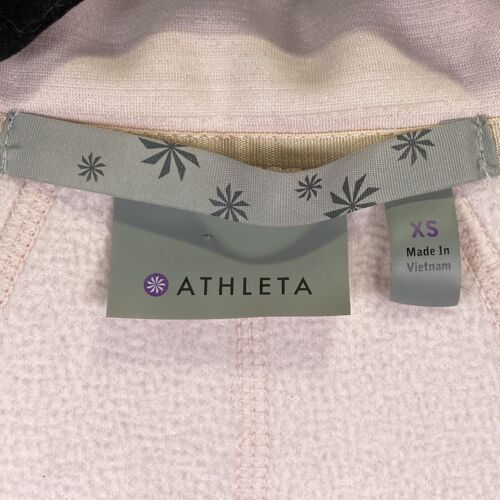 ATHLETA
XS
Made In
Vietnam